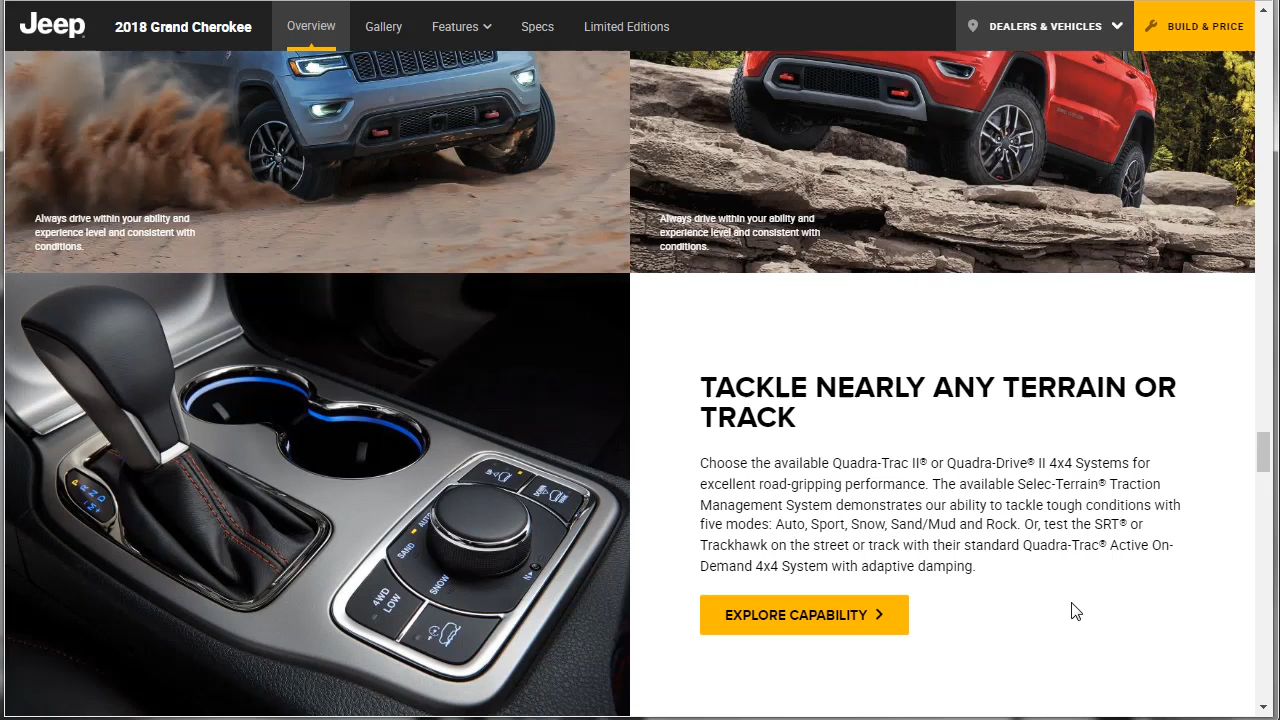 Jeep
2018 Grand Cherokee
Overview
Gallery
Features
Specs
Limited Editions
DEALERS & VEHICLES
BUILD & PRICE
Always drive within your ability and
experience level and consistent with
conditions.
Always drive within your ability and
experience level and consistent with
conditions.
P
R
N
D
M
AUTO
SAND
SNOW
N
4WD
LOW
TACKLE NEARLY ANY TERRAIN OR
TRACK
Choose the available Quadra-Trac II® or Quadra-Drive® II 4x4 Systems for
excellent road-gripping performance. The available Selec-Terrain® Traction
Management System demonstrates our ability to tackle tough conditions with
five modes: Auto, Sport, Snow, Sand/Mud and Rock. Or, test the SRT® or
Trackhawk on the street or track with their standard Quadra-Trac® Active On-
Demand 4x4 System with adaptive damping.
EXPLORE CAPABILITY